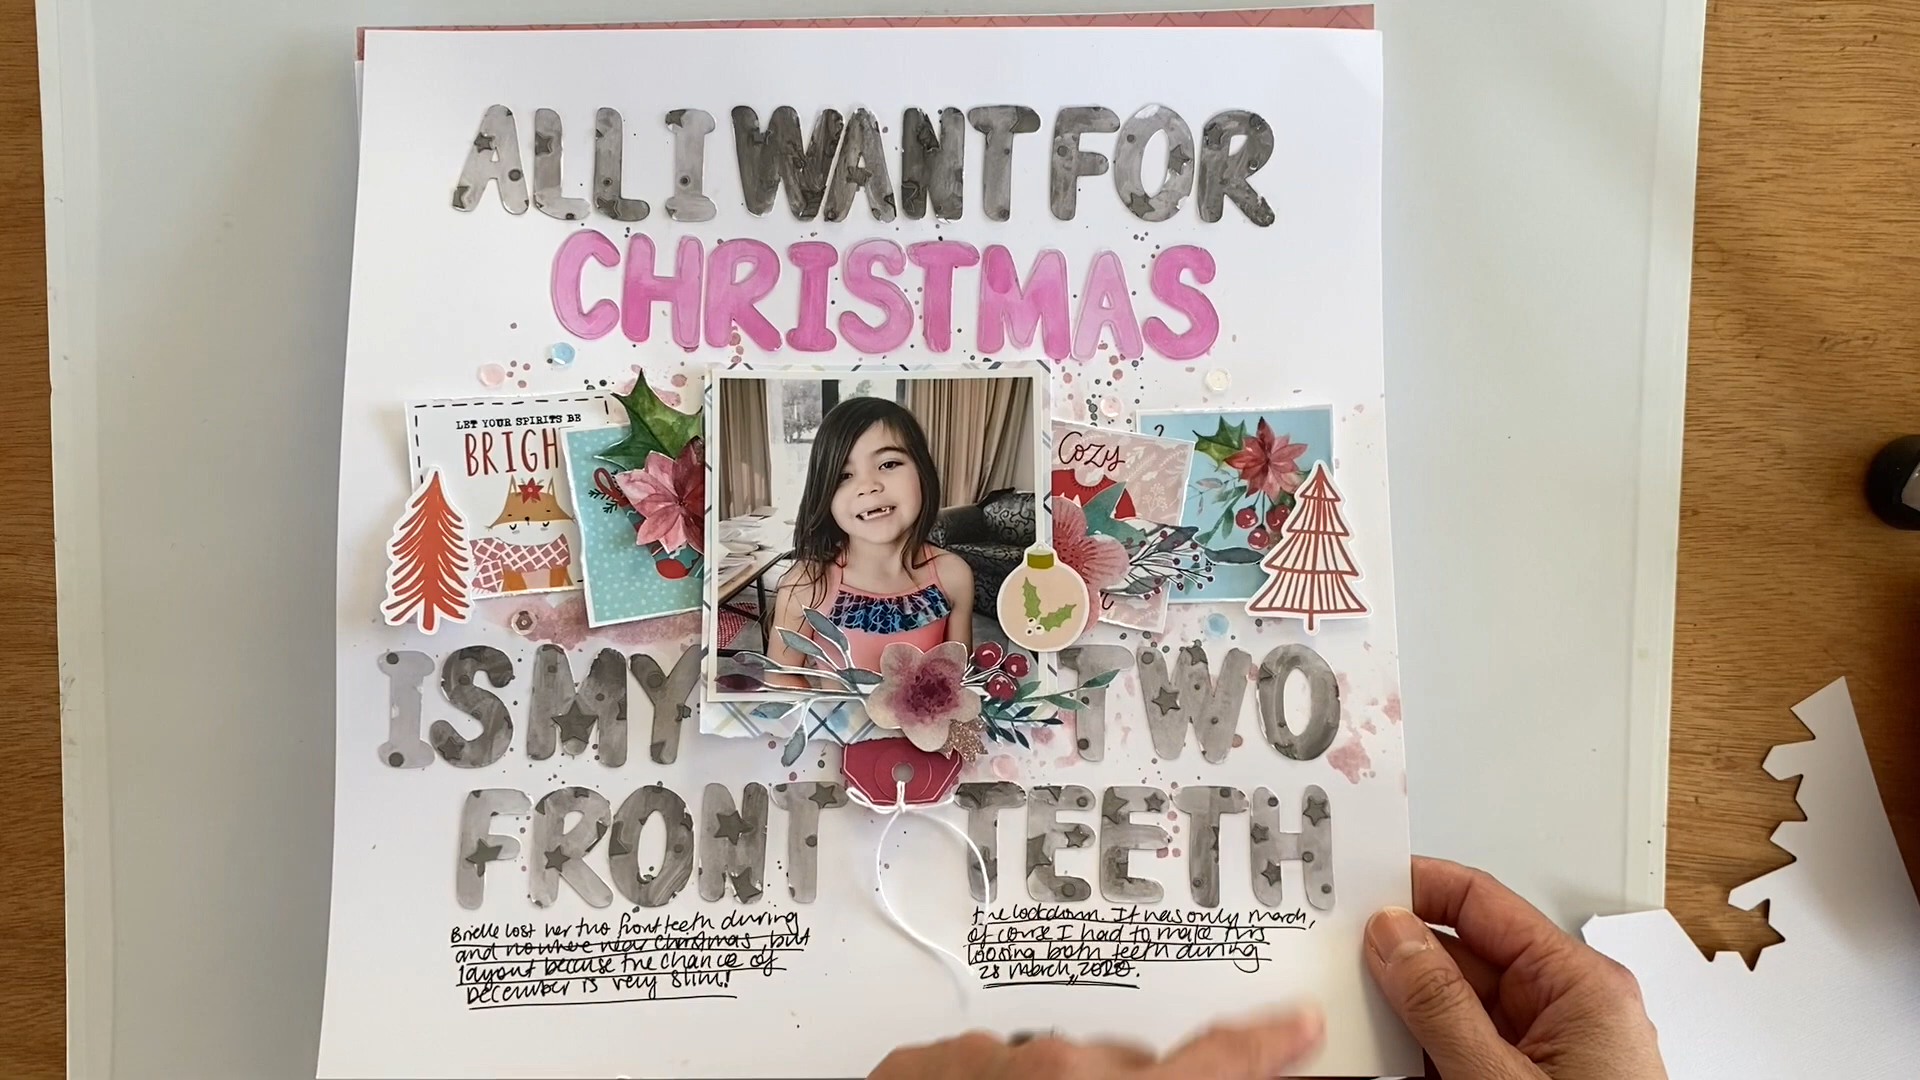 ALL I WANT FOR
CHRISTMAS
LET YOUR SPIRITS BE
BRIGH
COZY
IS MY TWO
FRONT TEETH
Brielle lost her two front teeth during the lockdown. It was only march,
and nowhere near christmas, but of course I had to make this
layout because the chance of loosing both teeth during
December is very slim! 28 March, 2020.